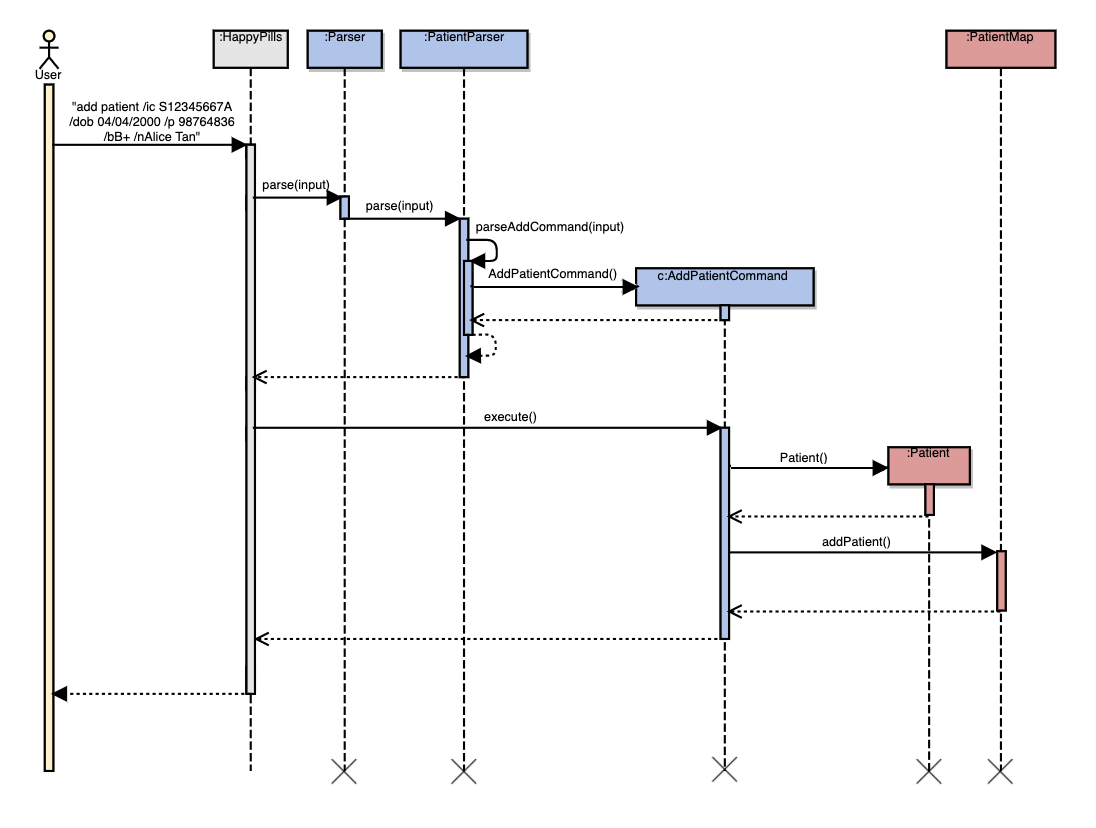 :HappyPills
:Parser
:PatientParser
:PatientMap
User
"add patient /ic S12345667A
/dob 04/04/2000 /p 98764836
/bB+ /nAlice Tan"
parse(input)
parse(input)
parseAddCommand(input)
AddPatientCommand()
c:AddPatientCommand
execute()
Patient()
:Patient
addPatient()